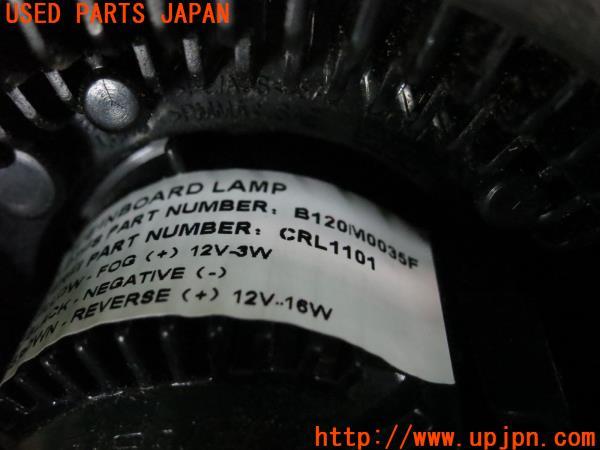 USED PARTS JAPAN
INBOARD LAMP
PART NUMBER: B120M0035F
PART NUMBER: CRL1101
- FOG (+) 12V-3W
- NEGATIVE (-)
- REVERSE (+) 12V-16W
http://www.upjpn.com